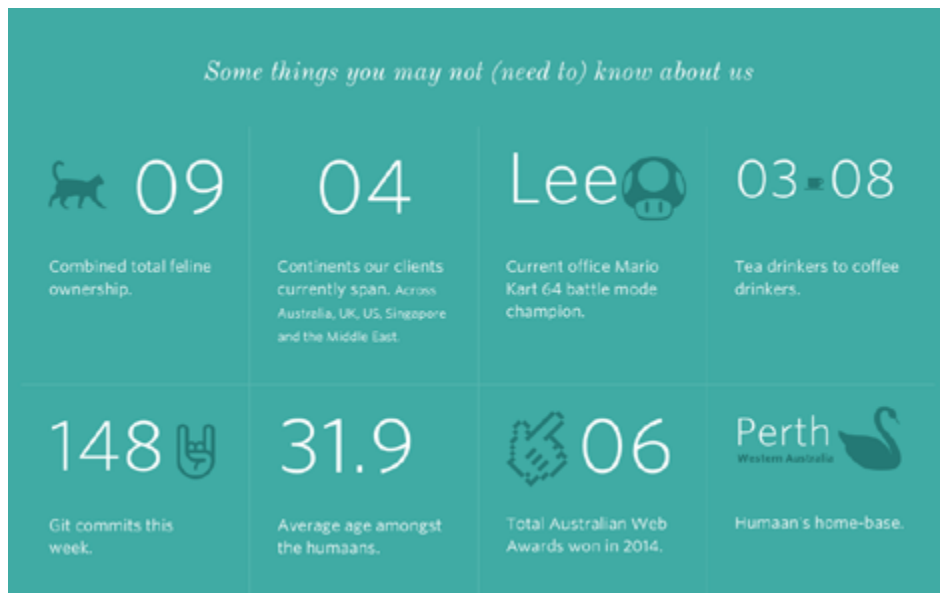 Some things you may not (need to) know about us
09
Combined total feline
ownership.
04
Continents our clients
currently span. Across
Australia, UK, US, Singapore
and the Middle East.
Lee
Current office Mario
Kart 64 battle mode
champion.
03 08
Tea drinkers to coffee
drinkers.
148
Git commits this
week.
31.9
Average age amongst
the humaans.
06
Total Australian Web
Awards won in 2014.
Perth
Western Australia
Humaan's home-base.